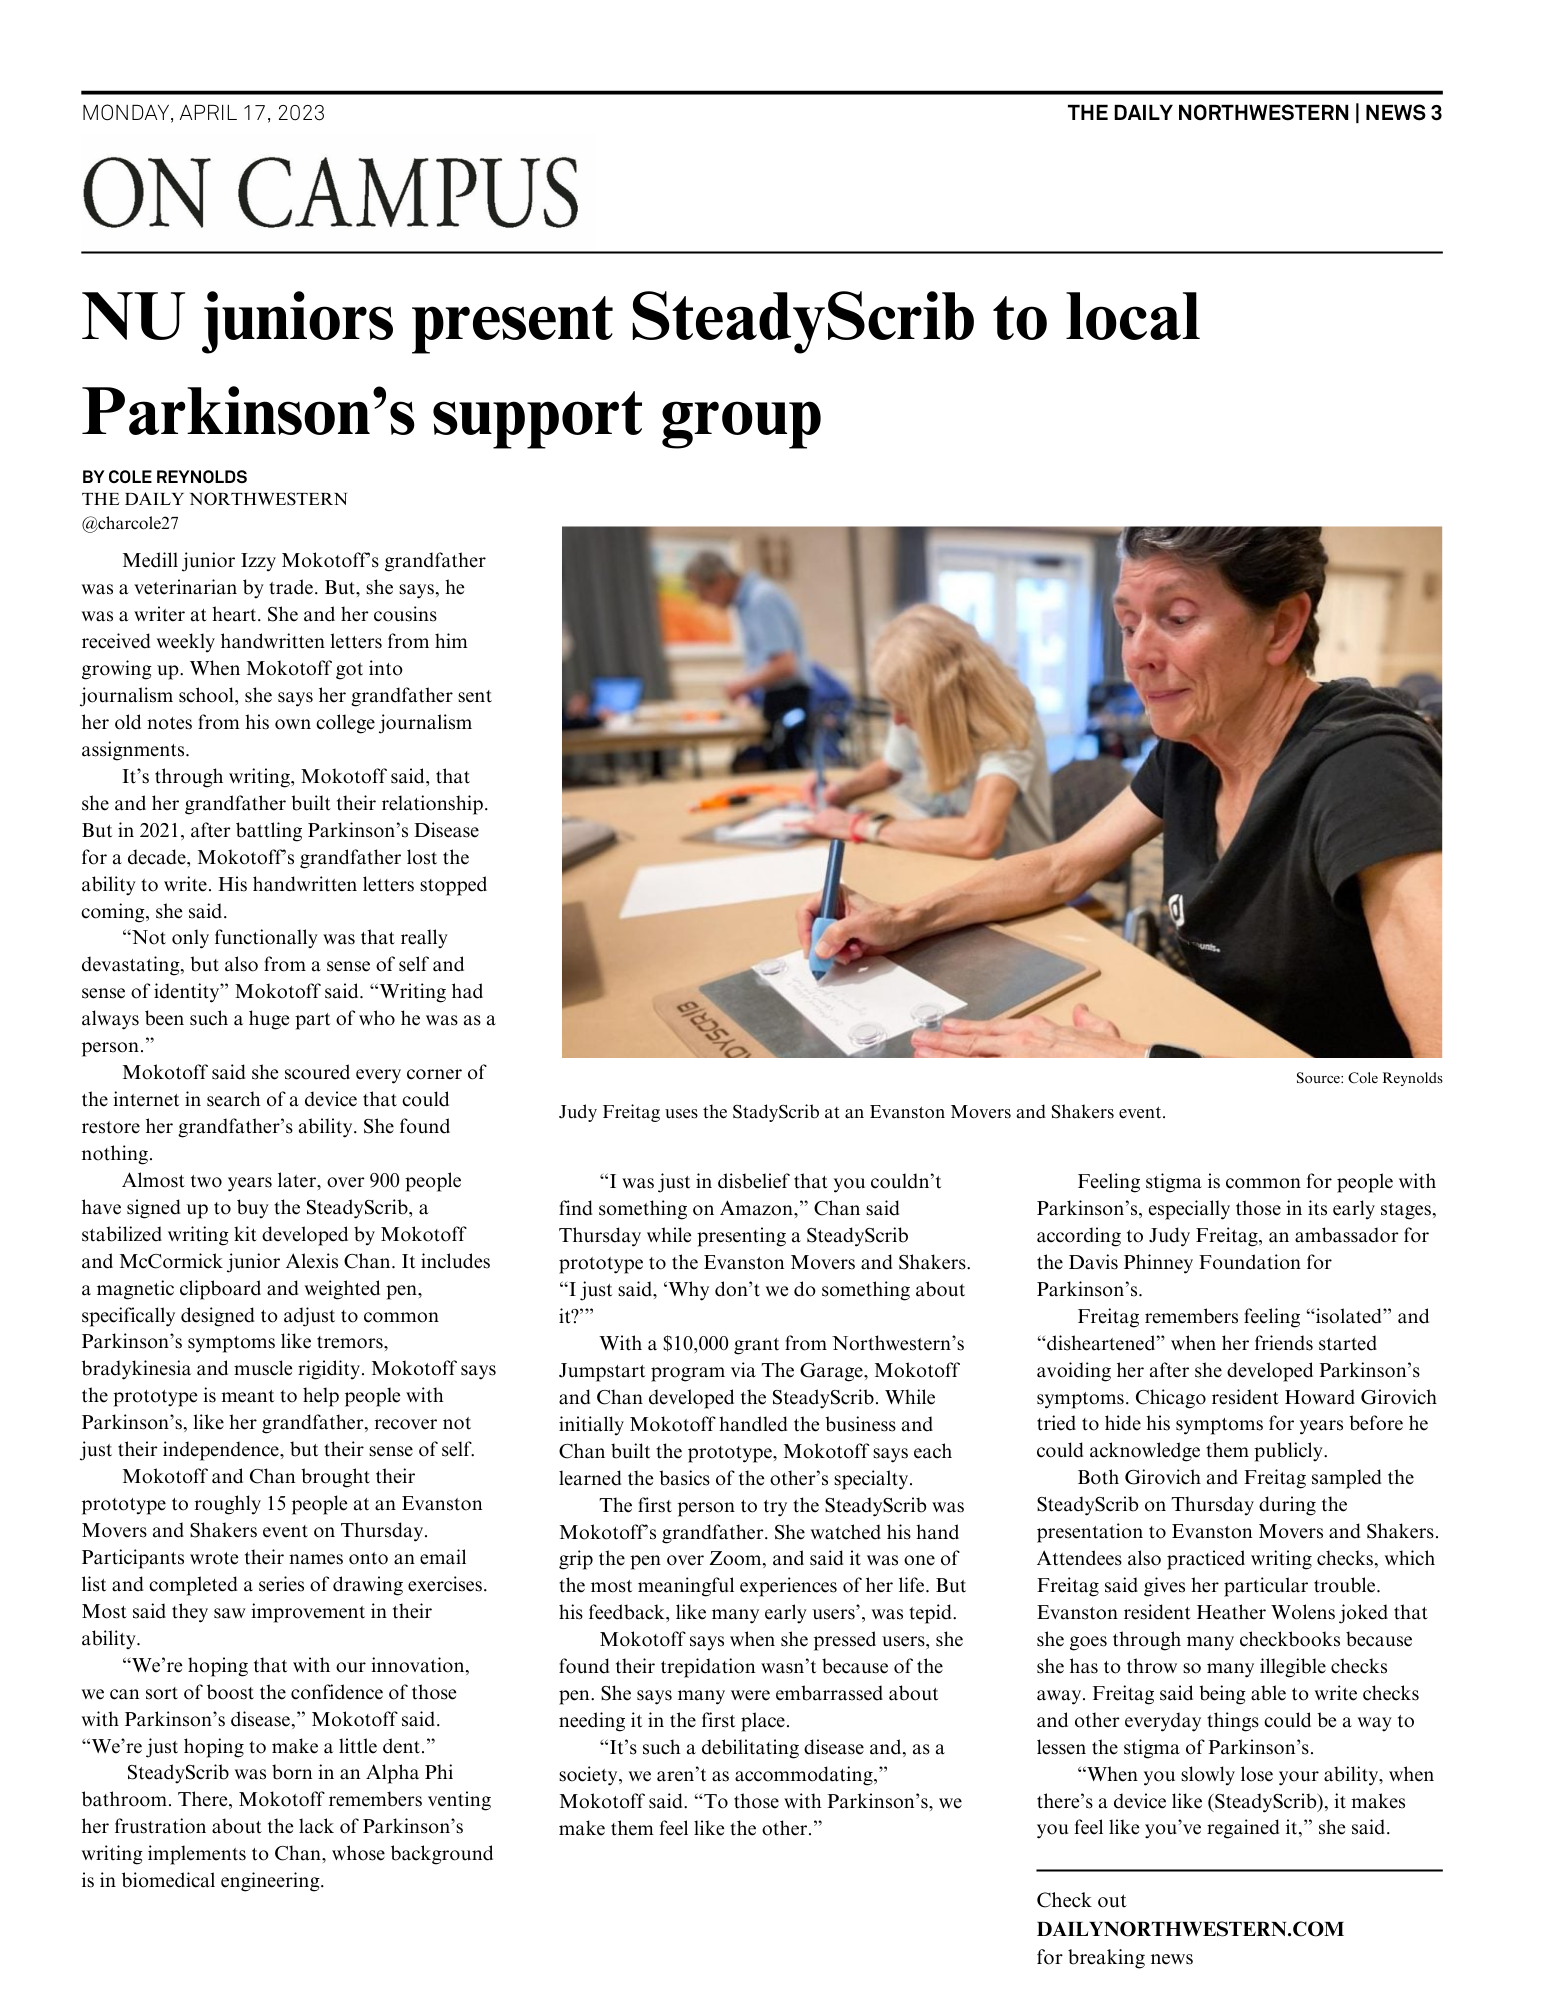 MONDAY, APRIL 17, 2023
THE DAILY NORTHWESTERN | NEWS 3
ON CAMPUS
NU juniors present SteadyScrib to local
Parkinson’s support group
BY COLE REYNOLDS
THE DAILY NORTHWESTERN
@charcole27
Medill junior Izzy Mokotoff’s grandfather
was a veterinarian by trade. But, she says, he
was a writer at heart. She and her cousins
received weekly handwritten letters from him
growing up. When Mokotoff got into
journalism school, she says her grandfather sent
her old notes from his own college journalism
assignments.
It’s through writing, Mokotoff said, that
she and her grandfather built their relationship.
But in 2021, after battling Parkinson’s Disease
for a decade, Mokotoff’s grandfather lost the
ability to write. His handwritten letters stopped
coming, she said.
“Not only functionally was that really
devastating, but also from a sense of self and
sense of identity” Mokotoff said. “Writing had
always been such a huge part of who he was as a
person.”
Mokotoff said she scoured every corner of
the internet in search of a device that could
restore her grandfather’s ability. She found
nothing.
Almost two years later, over 900 people
have signed up to buy the SteadyScrib, a
stabilized writing kit developed by Mokotoff
and McCormick junior Alexis Chan. It includes
a magnetic clipboard and weighted pen,
specifically designed to adjust to common
Parkinson’s symptoms like tremors,
bradykinesia and muscle rigidity. Mokotoff says
the prototype is meant to help people with
Parkinson’s, like her grandfather, recover not
just their independence, but their sense of self.
Mokotoff and Chan brought their
prototype to roughly 15 people at an Evanston
Movers and Shakers event on Thursday.
Participants wrote their names onto an email
list and completed a series of drawing exercises.
Most said they saw improvement in their
ability.
“We’re hoping that with our innovation,
we can sort of boost the confidence of those
with Parkinson’s disease,” Mokotoff said.
“We’re just hoping to make a little dent.”
SteadyScrib was born in an Alpha Phi
bathroom. There, Mokotoff remembers venting
her frustration about the lack of Parkinson’s
writing implements to Chan, whose background
is in biomedical engineering.
DYSCRIB
Source: Cole Reynolds
Judy Freitag uses the StadyScrib at an Evanston Movers and Shakers event.
“I was just in disbelief that you couldn’t
find something on Amazon,” Chan said
Thursday while presenting a SteadyScrib
prototype to the Evanston Movers and Shakers.
“I just said, ‘Why don’t we do something about
it?’”
With a $10,000 grant from Northwestern’s
Jumpstart program via The Garage, Mokotoff
and Chan developed the SteadyScrib. While
initially Mokotoff handled the business and
Chan built the prototype, Mokotoff says each
learned the basics of the other’s specialty.
The first person to try the SteadyScrib was
Mokotoff’s grandfather. She watched his hand
grip the pen over Zoom, and said it was one of
the most meaningful experiences of her life. But
his feedback, like many early users’, was tepid.
Mokotoff says when she pressed users, she
found their trepidation wasn’t because of the
pen. She says many were embarrassed about
needing it in the first place.
“It’s such a debilitating disease and, as a
society, we aren’t as accommodating,”
Mokotoff said. “To those with Parkinson’s, we
make them feel like the other.”
Feeling stigma is common for people with
Parkinson’s, especially those in its early stages,
according to Judy Freitag, an ambassador for
the Davis Phinney Foundation for
Parkinson’s.
Freitag remembers feeling “isolated” and
“disheartened” when her friends started
avoiding her after she developed Parkinson’s
symptoms. Chicago resident Howard Girovich
tried to hide his symptoms for years before he
could acknowledge them publicly.
Both Girovich and Freitag sampled the
SteadyScrib on Thursday during the
presentation to Evanston Movers and Shakers.
Attendees also practiced writing checks, which
Freitag said gives her particular trouble.
Evanston resident Heather Wolens joked that
she goes through many checkbooks because
she has to throw so many illegible checks
away. Freitag said being able to write checks
and other everyday things could be a way to
lessen the stigma of Parkinson’s.
“When you slowly lose your ability, when
there’s a device like (SteadyScrib), it makes
you feel like you’ve regained it,” she said.
Check out
DAILYNORTHWESTERN.COM
for breaking news